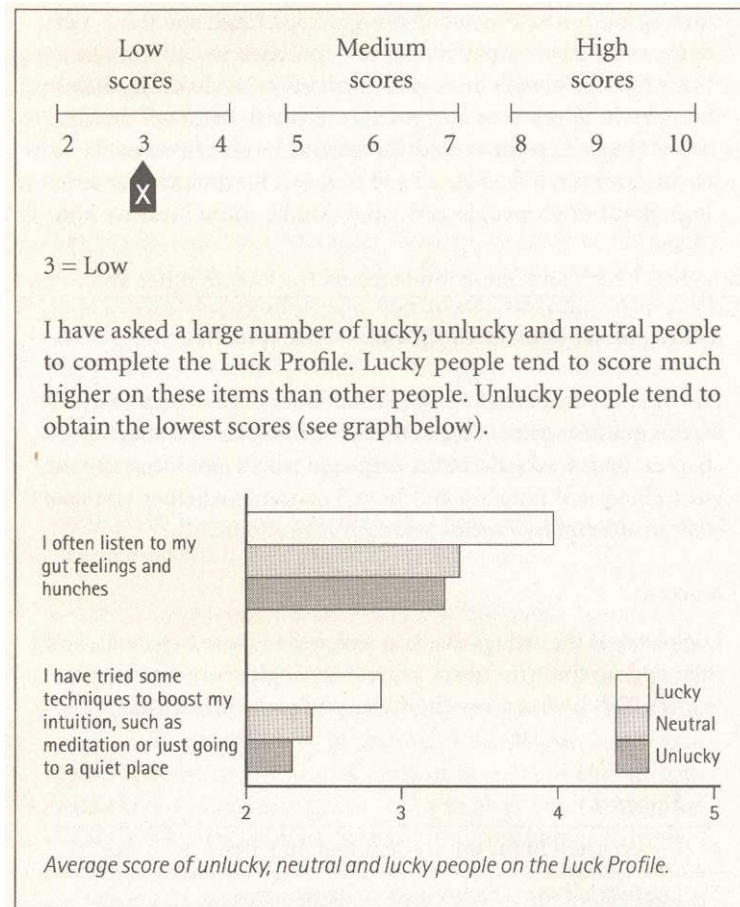 Low Medium High
scores scores scores
2 3 4 5 6 7 8 9 10
X
3 = Low
I have asked a large number of lucky, unlucky and neutral people
to complete the Luck Profile. Lucky people tend to score much
higher on these items than other people. Unlucky people tend to
obtain the lowest scores (see graph below).
I often listen to my
gut feelings and
hunches
I have tried some
techniques to boost my
intuition, such as
meditation or just going
to a quiet place
Lucky
Neutral
Unlucky
2 3 4 5
Average score of unlucky, neutral and lucky people on the Luck Profile.